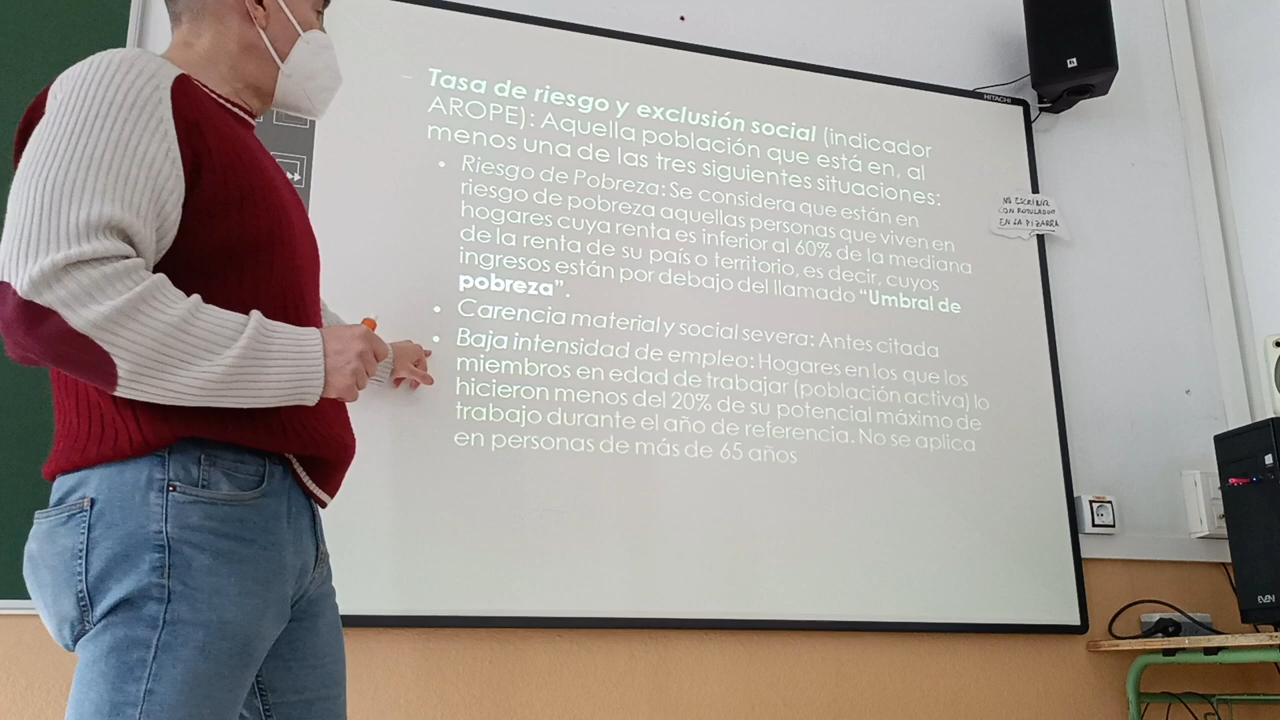 Tasa de riesgo y exclusión social (indicador
AROPE): Aquella población que está en, al
menos una de las tres siguientes situaciones:
• Riesgo de Pobreza: Se considera que están en
riesgo de pobreza aquellas personas que viven en
hogares cuya renta es inferior al 60% de la mediana
de la renta de su país o territorio, es decir, cuyos
ingresos están por debajo del llamado “Umbral de
pobreza”.
• Carencia material y social severa: Antes citada
• Baja intensidad de empleo: Hogares en los que los
miembros en edad de trabajar (población activa) lo
hicieron menos del 20% de su potencial máximo de
trabajo durante el año de referencia. No se aplica
en personas de más de 65 años
HITACHI
NO ESCRIBIR
CON ROTULADOR
EN LA PIZARRA